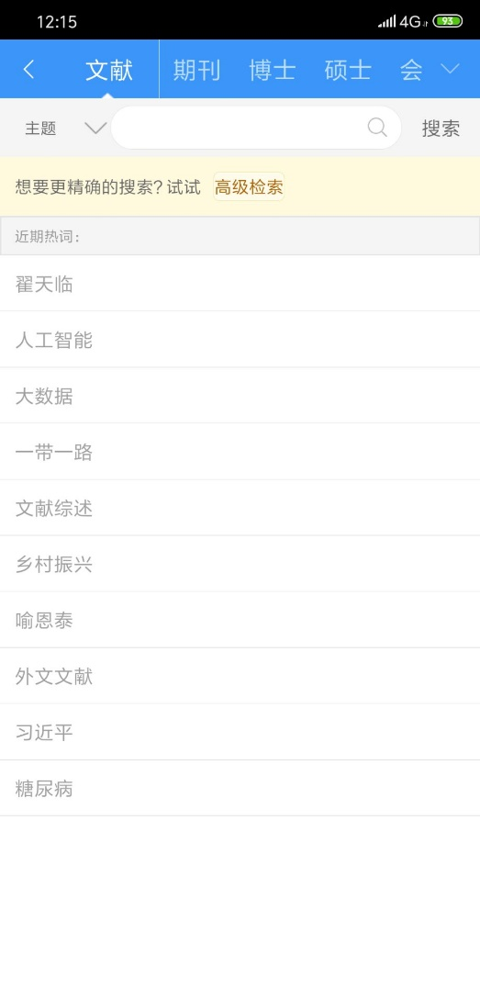 12:15 4G 93
文献 期刊 博士 硕士 会
主题 搜索
想要更精确的搜索？试试 高级检索
近期热词：
翟天临
人工智能
大数据
一带一路
文献综述
乡村振兴
喻恩泰
外文文献
习近平
糖尿病